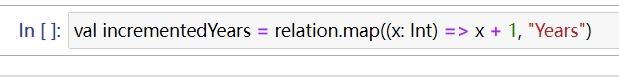 In [ ]: val incrementedYears = relation.map((x: Int) => x + 1, "Years")